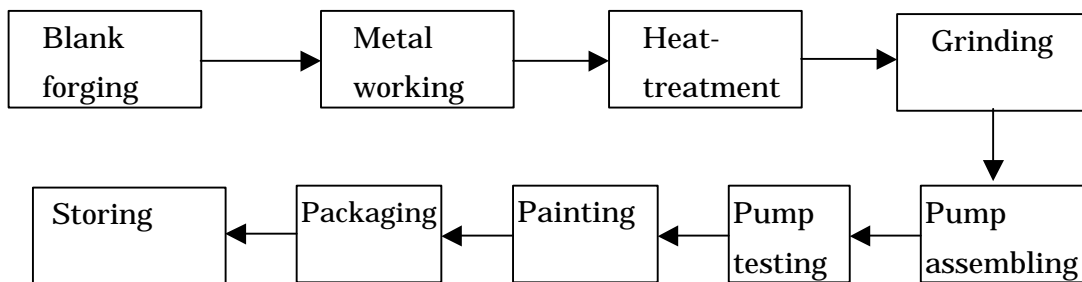 Blank
forging
Metal
working
Heat-
treatment
Grinding
Storing
Packaging
Painting
Pump
testing
Pump
assembling